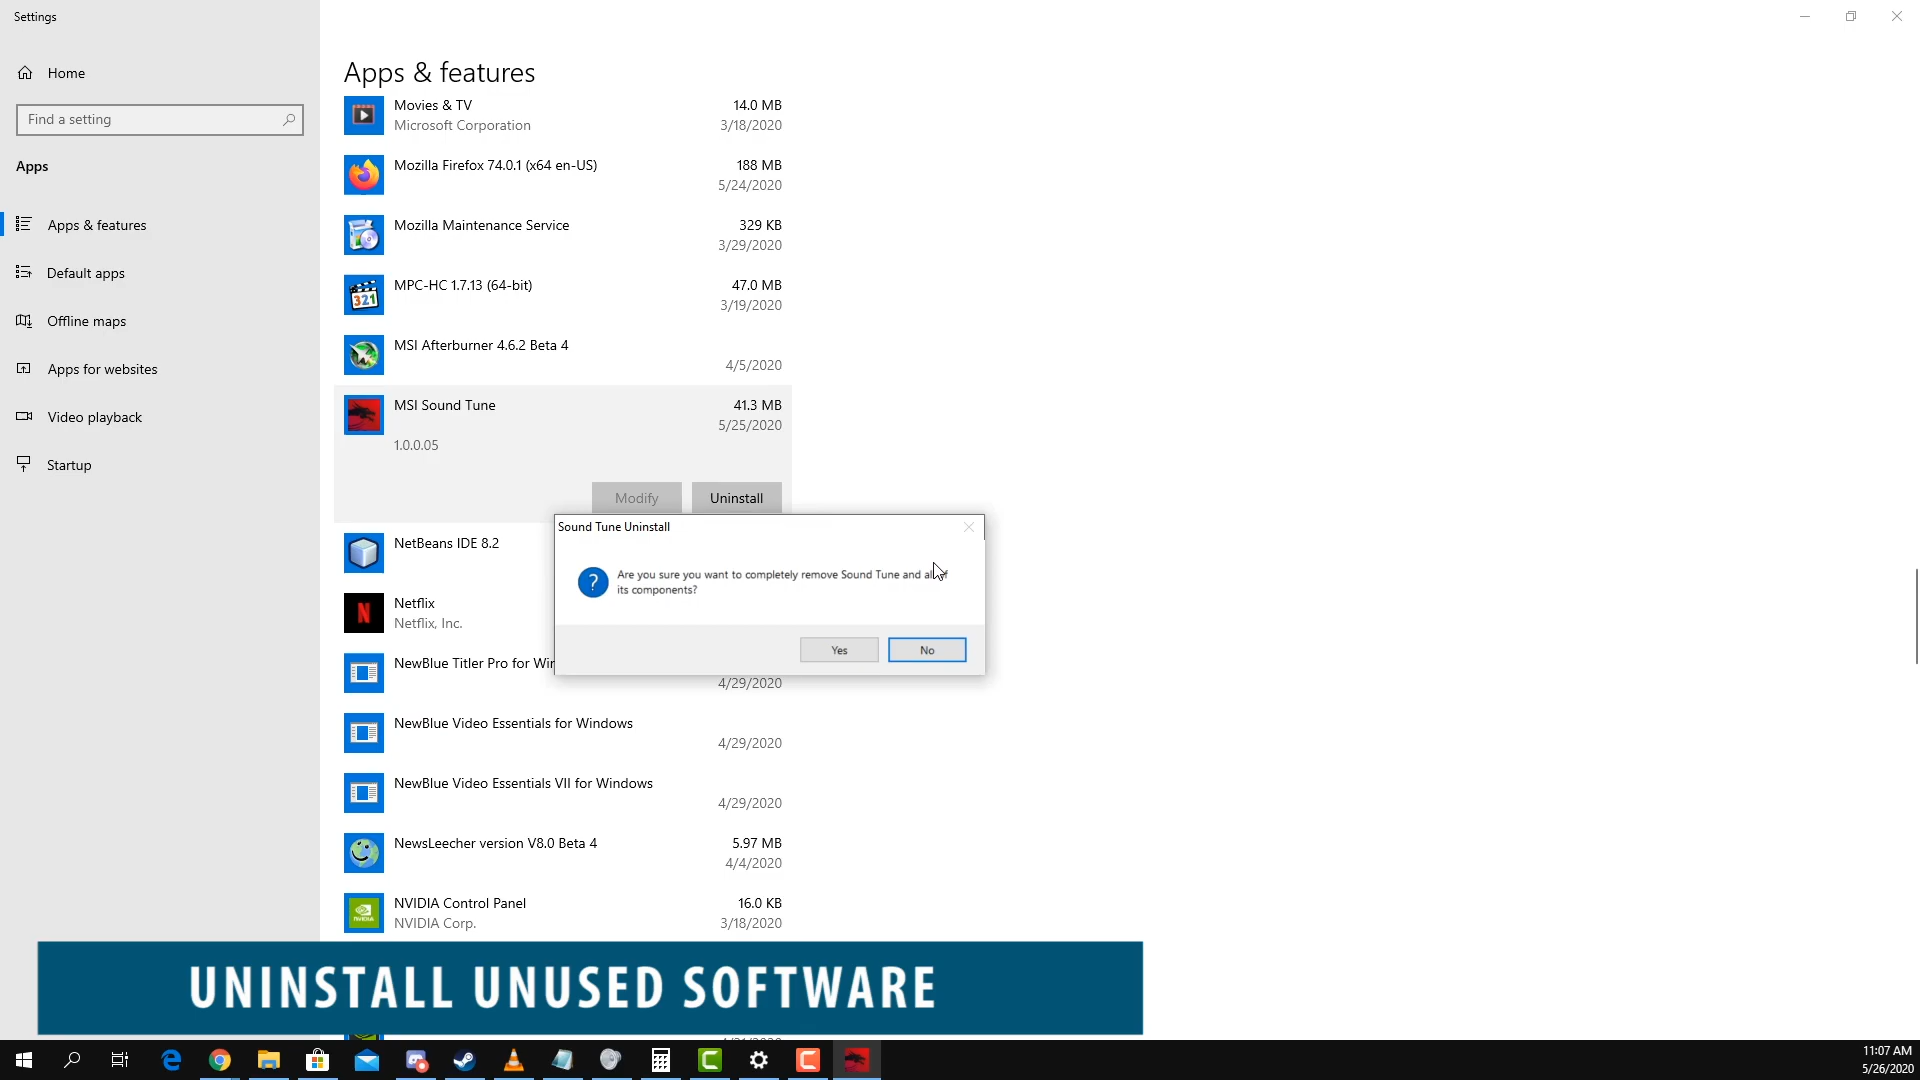 Settings
Home
Find a setting
Apps
Apps & features
Default apps
Offline maps
Apps for websites
Video playback
Startup
Apps & features
Movies & TV 14.0 MB
Microsoft Corporation 3/18/2020
Mozilla Firefox 74.0.1 (x64 en-US) 188 MB
5/24/2020
Mozilla Maintenance Service 329 KB
3/29/2020
MPC-HC 1.7.13 (64-bit) 47.0 MB
3/19/2020
321
MSI Afterburner 4.6.2 Beta 4
4/5/2020
MSI Sound Tune 41.3 MB
5/25/2020
1.0.0.05
Modify Uninstall
Sound Tune Uninstall
? Are you sure you want to completely remove Sound Tune and all of
its components?
Yes No
NetBeans IDE 8.2
N Netflix
Netflix, Inc.
NewBlue Titler Pro for Win
4/29/2020
NewBlue Video Essentials for Windows
4/29/2020
NewBlue Video Essentials VII for Windows
4/29/2020
NewsLeecher version V8.0 Beta 4 5.97 MB
4/4/2020
NVIDIA Control Panel 16.0 KB
NVIDIA Corp. 3/18/2020
NVIDIA
UNINSTALL UNUSED SOFTWARE
11:07 AM
5/26/2020